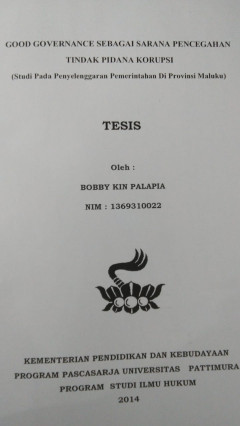 GOOD GOVERNANCE SEBAGAI SARANA PENCEGAHAN
TINDAK PIDANA KORUPSI
(Studi Pada Penyelenggaran Pemerintahan Di Provinsi Maluku)
TESIS
Oleh :
BOBBY KIN PALAPIA
NIM : 1369310022
KEMENTERIAN PENDIDIKAN DAN KEBUDAYAAN
PROGRAM PASCASARJA UNIVERSITAS PATTIMURA
PROGRAM STUDI ILMU HUKUM
2014